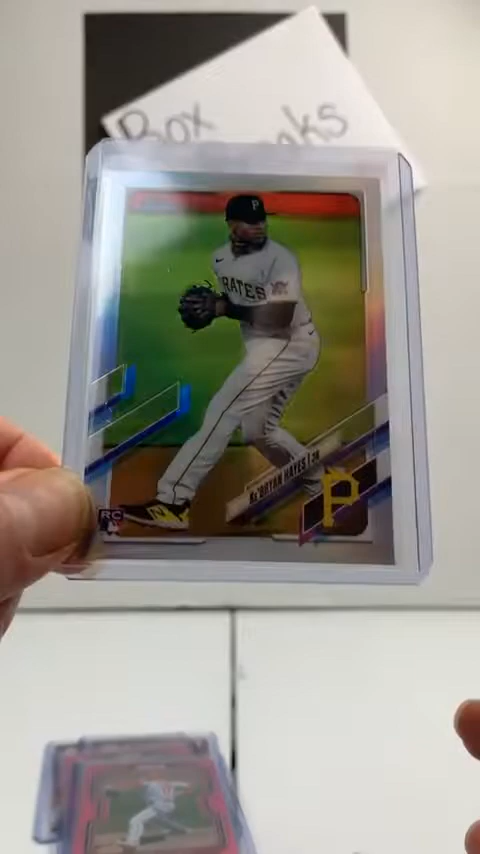 Box
P
RATES
KE'BRYAN HAYES | 3B
P
RC